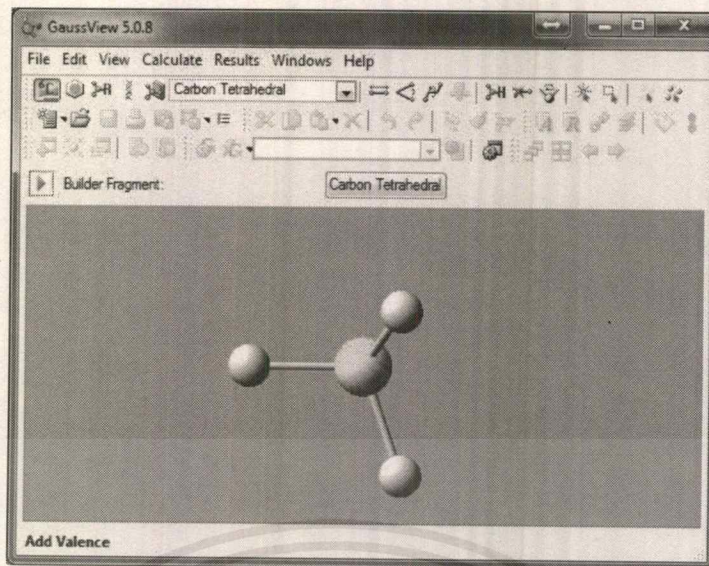 GaussView 5.0.8
File Edit View Calculate Results Windows Help
Carbon Tetrahedral
Builder Fragment: Carbon Tetrahedral
Add Valence